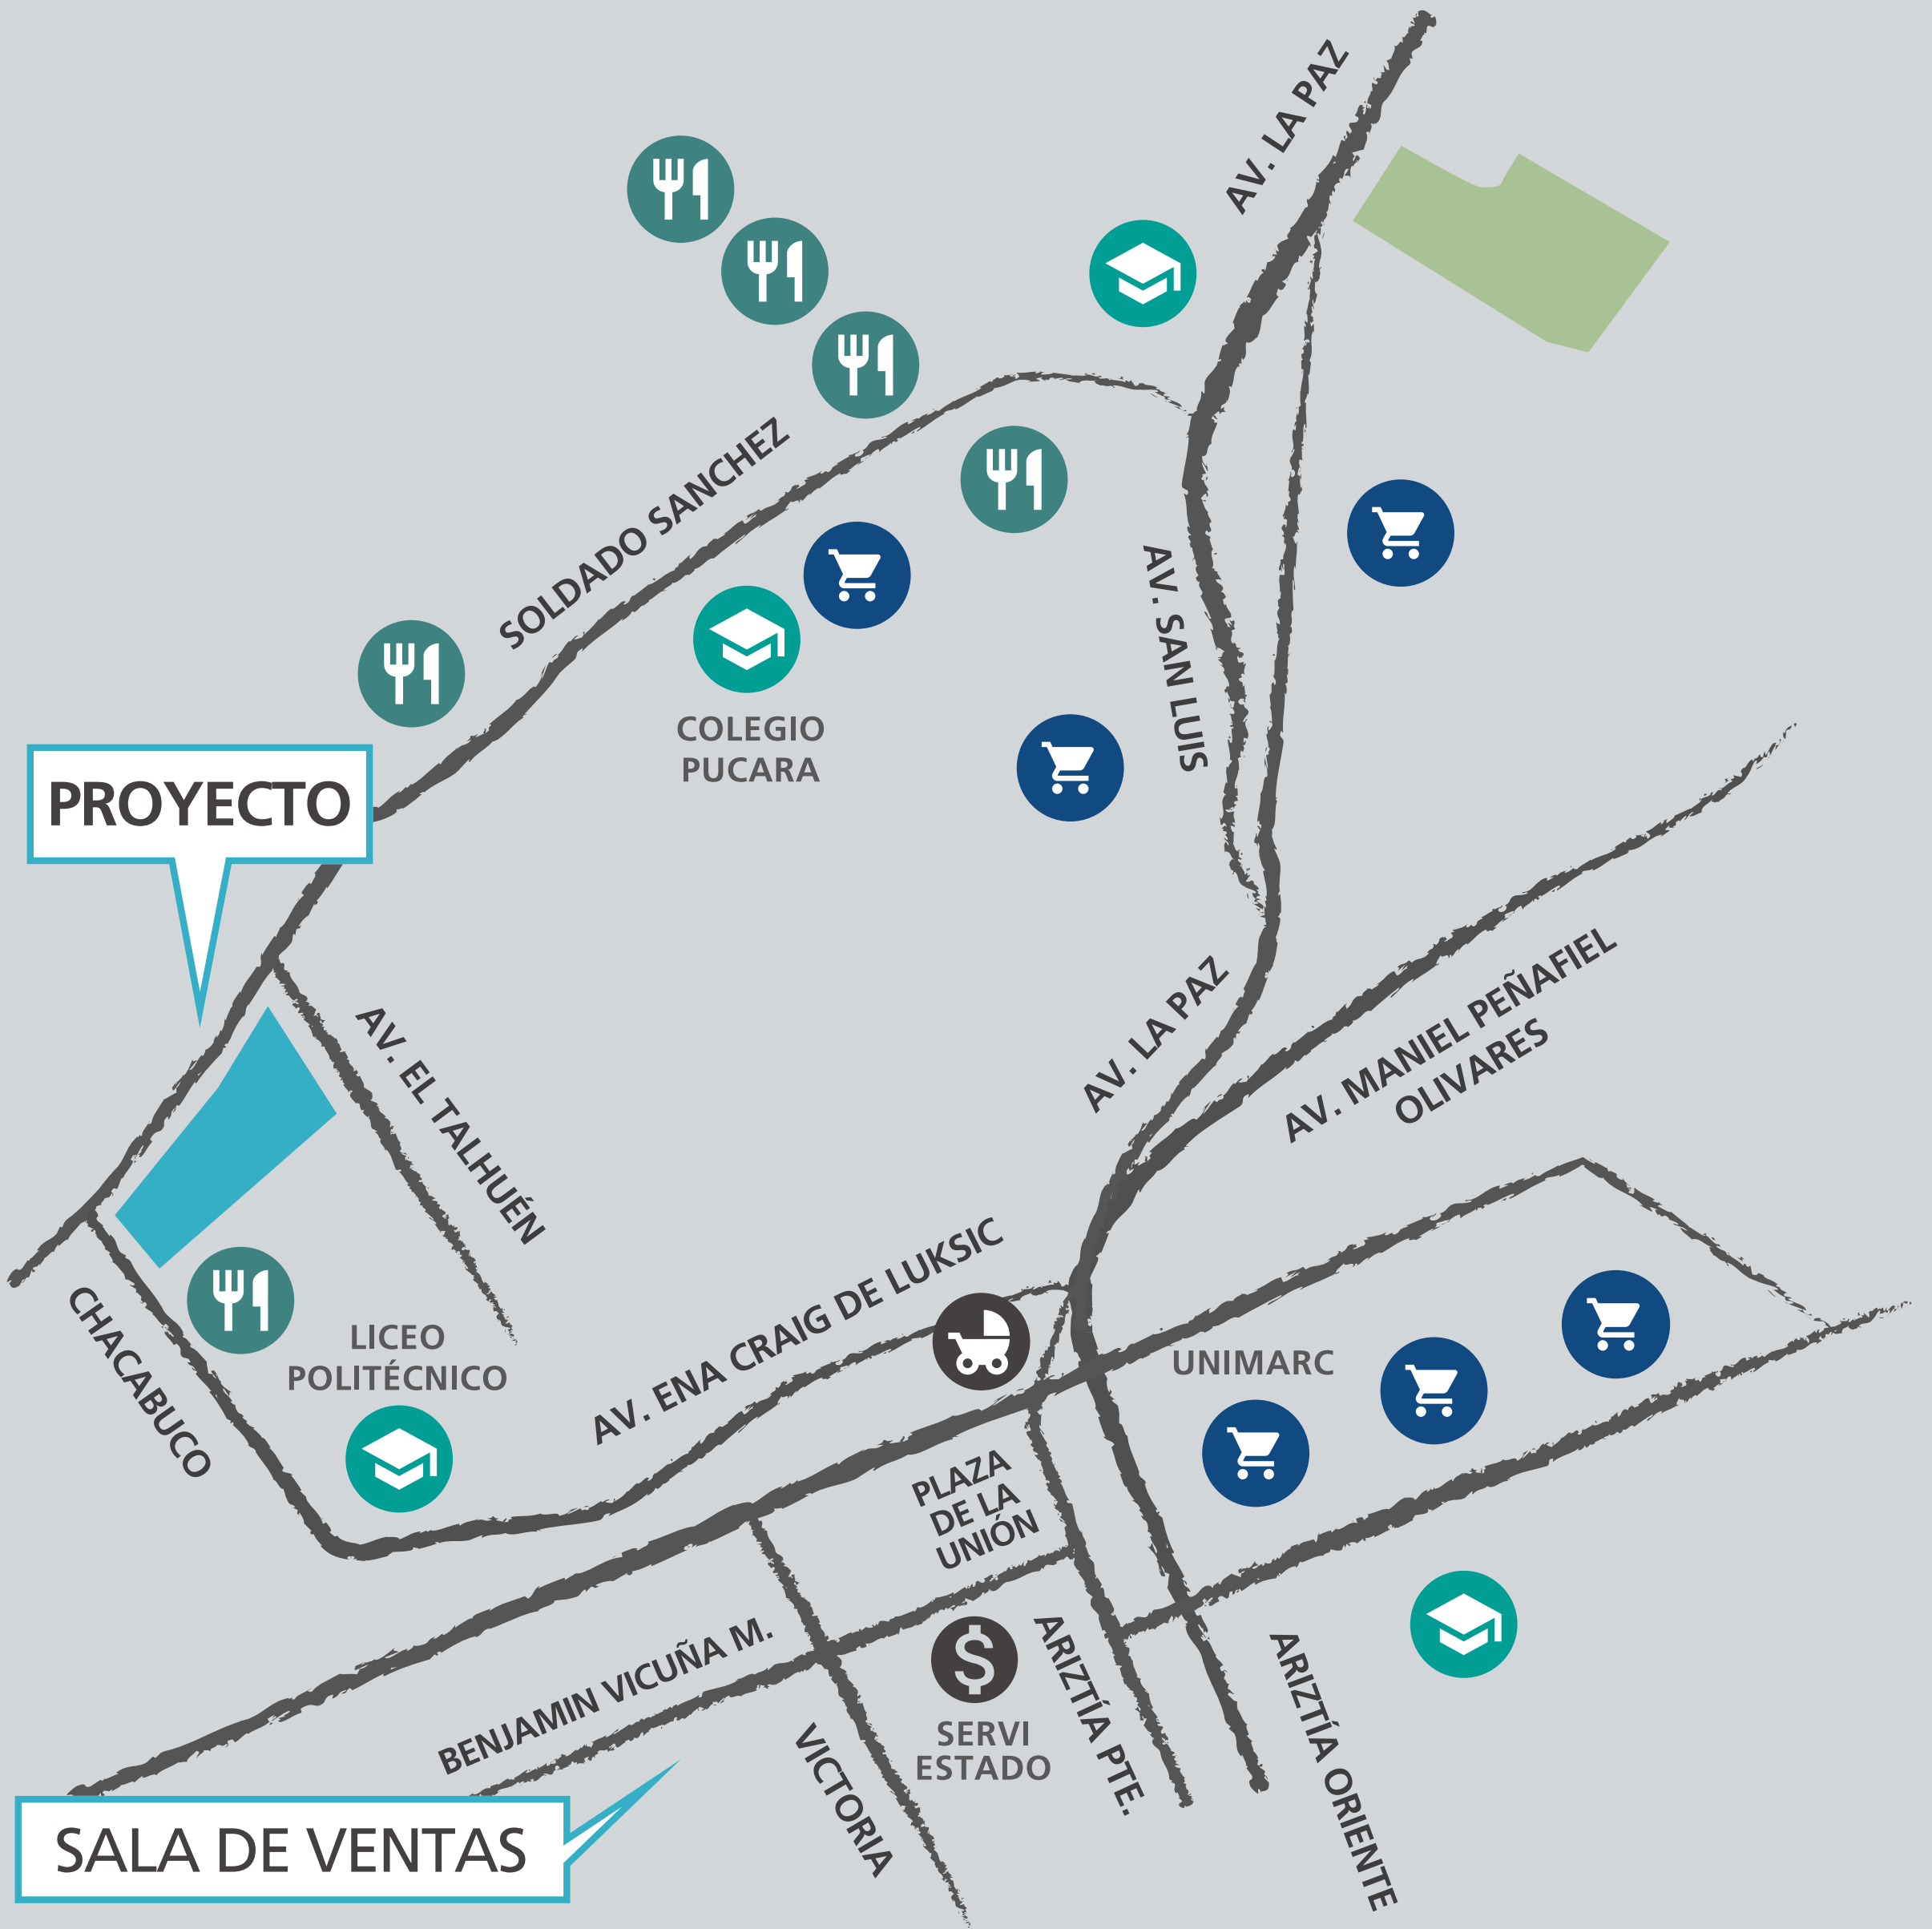 AV. LA PAZ
SOLDADO SANCHEZ
AV. SAN LUIS
COLEGIO
PUCARA
PROYECTO
AV. LA PAZ
AV. MANIEL PEÑAFIEL
OLIVARES
AV. EL TALHUÉN
CHACABUCO
LICEO
POLITÉCNICO
AV. ENA CRAIG DE LUKSIC
UNIMARC
PLAZA
DE LA
UNIÓN
BENJAMIN VICUÑA M.
SERVI
ESTADO
VICTORIA
ARIZTÍA PTE.
ARIZTÍA ORIENTE
SALA DE VENTAS